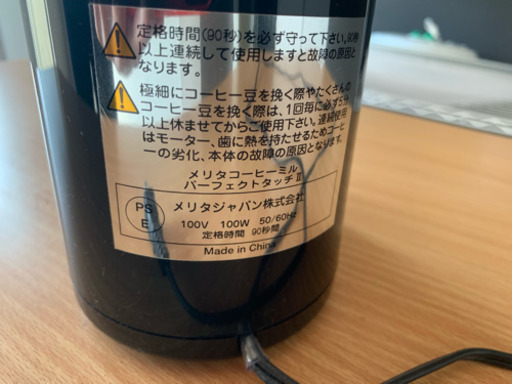 定格時間(90秒)を必ず守って下さい。90秒
以上連続して使用しますと故障の原因と
なります。
極細にコーヒー豆を挽く際やたくさんの
コーヒー豆を挽く際は、1回毎に必ず5分
以上休ませてからご使用下さい。連続使用
はモーター、歯に熱を持たせるためコーヒ
ーの劣化、本体の故障の原因となります。
メリタコーヒーミル
パーフェクトタッチⅡ
PS
E
メリタジャパン株式会社
100V 100W 50/60Hz
定格時間 90秒間
Made in China